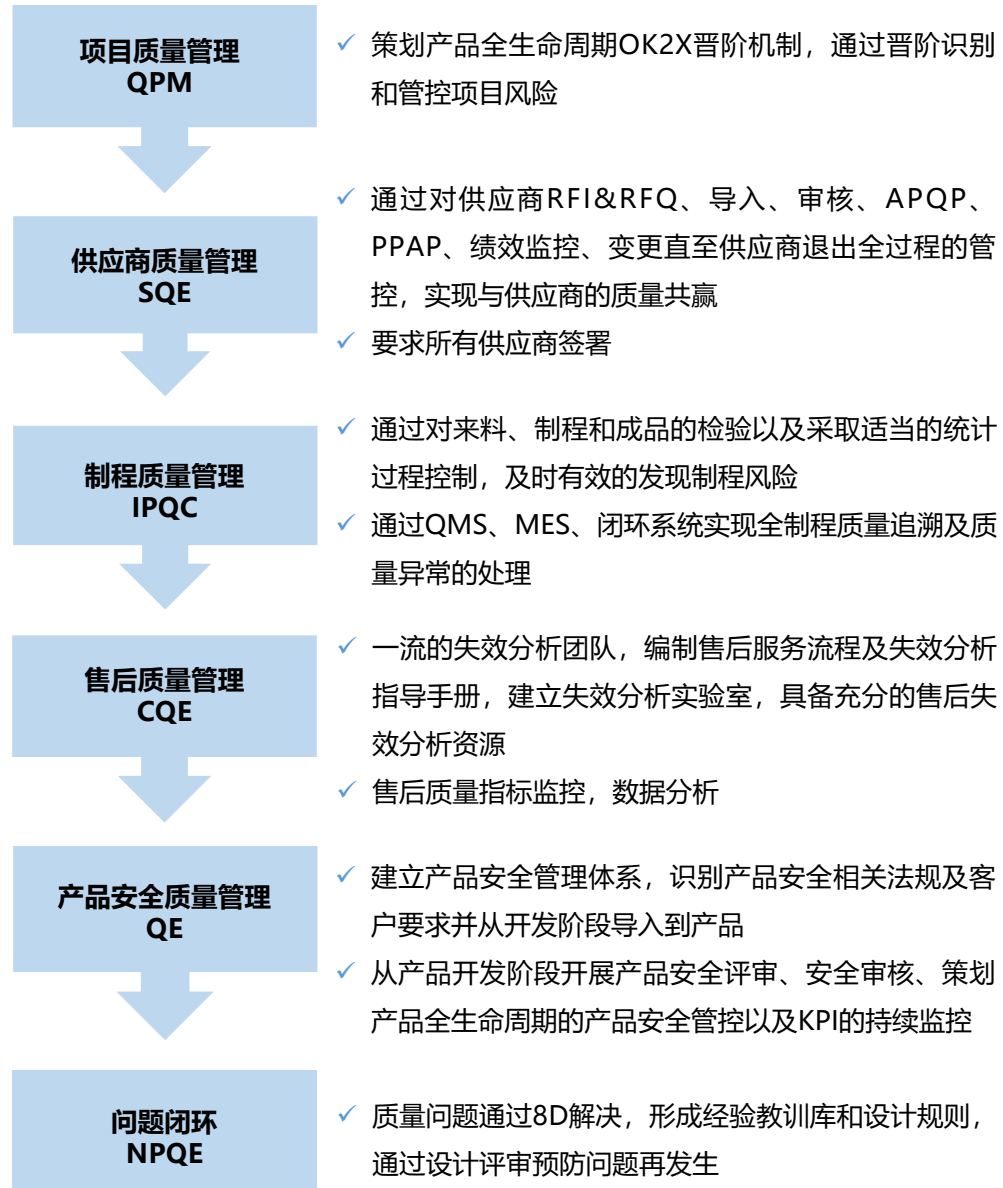 项目质量管理
QPM
策划产品全生命周期OK2X晋阶机制，通过晋阶识别
和管控项目风险
供应商质量管理
SQE
通过对供应商RFI&RFQ、导入、审核、APQP、
PPAP、绩效监控、变更直至供应商退出全过程的管
控，实现与供应商的质量共赢
要求所有供应商签署
制程质量管理
IPQC
通过对来料、制程和成品的检验以及采取适当的统计
过程控制，及时有效的发现制程风险
通过QMS、MES、闭环系统实现全制程质量追溯及质
量异常的处理
售后质量管理
CQE
一流的失效分析团队，编制售后服务流程及失效分析
指导手册，建立失效分析实验室，具备充分的售后失
效分析资源
售后质量指标监控，数据分析
产品安全质量管理
QE
建立产品安全管理体系，识别产品安全相关法规及客
户要求并从开发阶段导入到产品
从产品开发阶段开展产品安全评审、安全审核、策划
产品全生命周期的产品安全管控以及KPI的持续监控
问题闭环
NPQE
质量问题通过8D解决，形成经验教训库和设计规则，
通过设计评审预防问题再发生